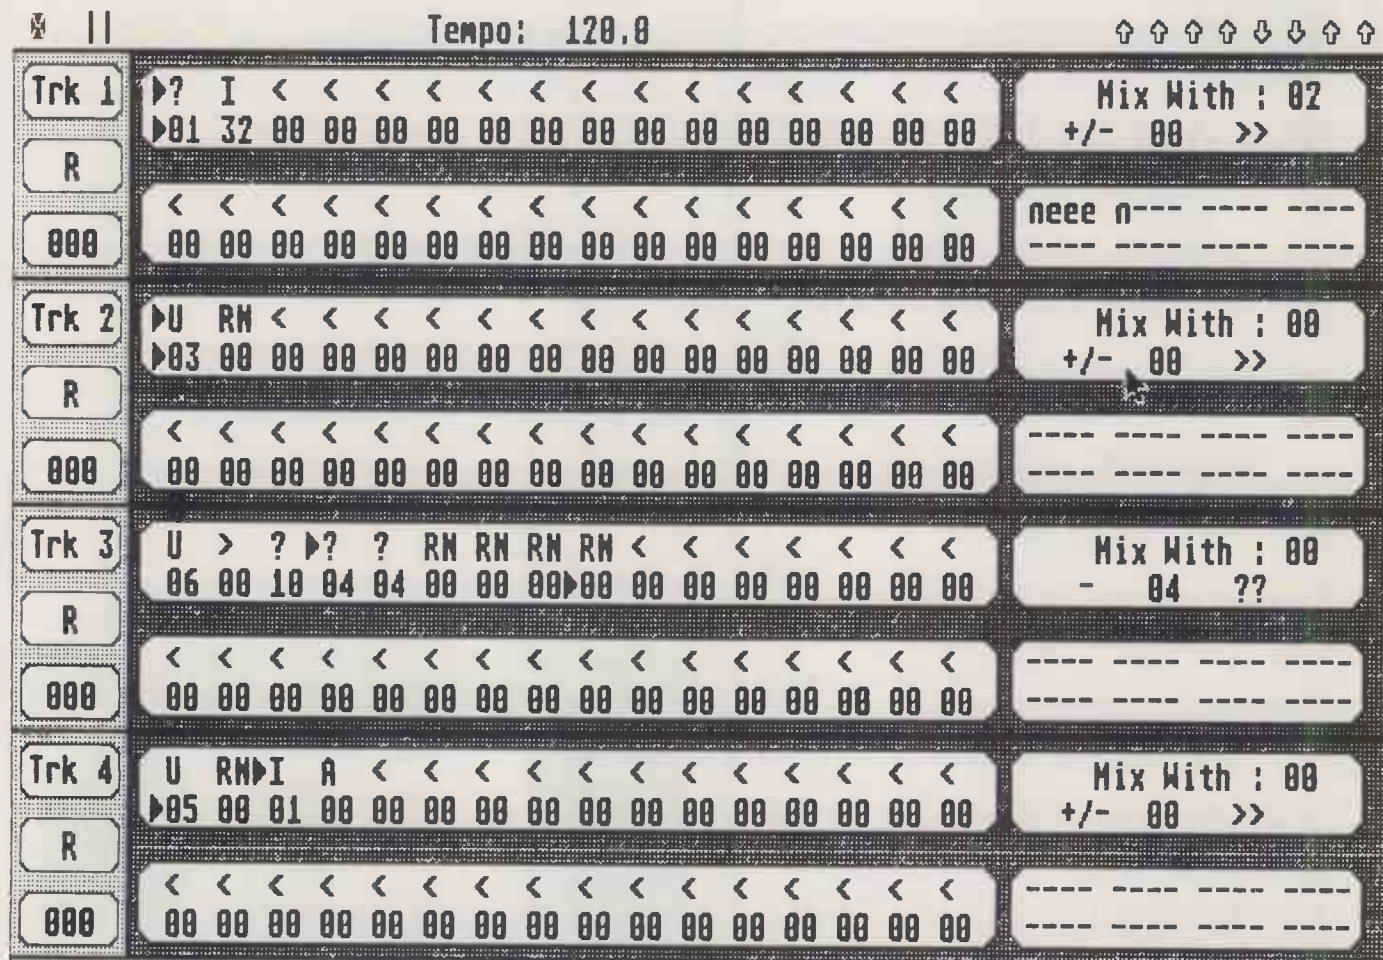 || Tempo: 120.0 ⇧ ⇧ ⇧ ⇧ ⇩ ⇩ ⇧ ⇧
Trk 1 ▶? I < < < < < < < < < < < < < < Mix With : 02
▶01 32 00 00 00 00 00 00 00 00 00 00 00 00 00 00 +/- 00 >>
R
< < < < < < < < < < < < < < < < neee n--- ---- ----
000 00 00 00 00 00 00 00 00 00 00 00 00 00 00 00 00 ---- ---- ---- ----
Trk 2 ▶U RN < < < < < < < < < < < < < < Mix With : 00
▶03 00 00 00 00 00 00 00 00 00 00 00 00 00 00 00 +/- 00 >>
R
< < < < < < < < < < < < < < < < ---- ---- ---- ----
000 00 00 00 00 00 00 00 00 00 00 00 00 00 00 00 00 ---- ---- ---- ----
Trk 3 U > ? ▶? ? RN RN RN RN < < < < < < < Mix With : 00
06 00 10 04 04 00 00 00▶00 00 00 00 00 00 00 00 - 04 ??
R
< < < < < < < < < < < < < < < < ---- ---- ---- ----
000 00 00 00 00 00 00 00 00 00 00 00 00 00 00 00 00 ---- ---- ---- ----
Trk 4 U RN▶I A < < < < < < < < < < < < Mix With : 00
▶05 00 01 00 00 00 00 00 00 00 00 00 00 00 00 00 +/- 00 >>
R
< < < < < < < < < < < < < < < < ---- ---- ---- ----
000 00 00 00 00 00 00 00 00 00 00 00 00 00 00 00 00 ---- ---- ---- ----